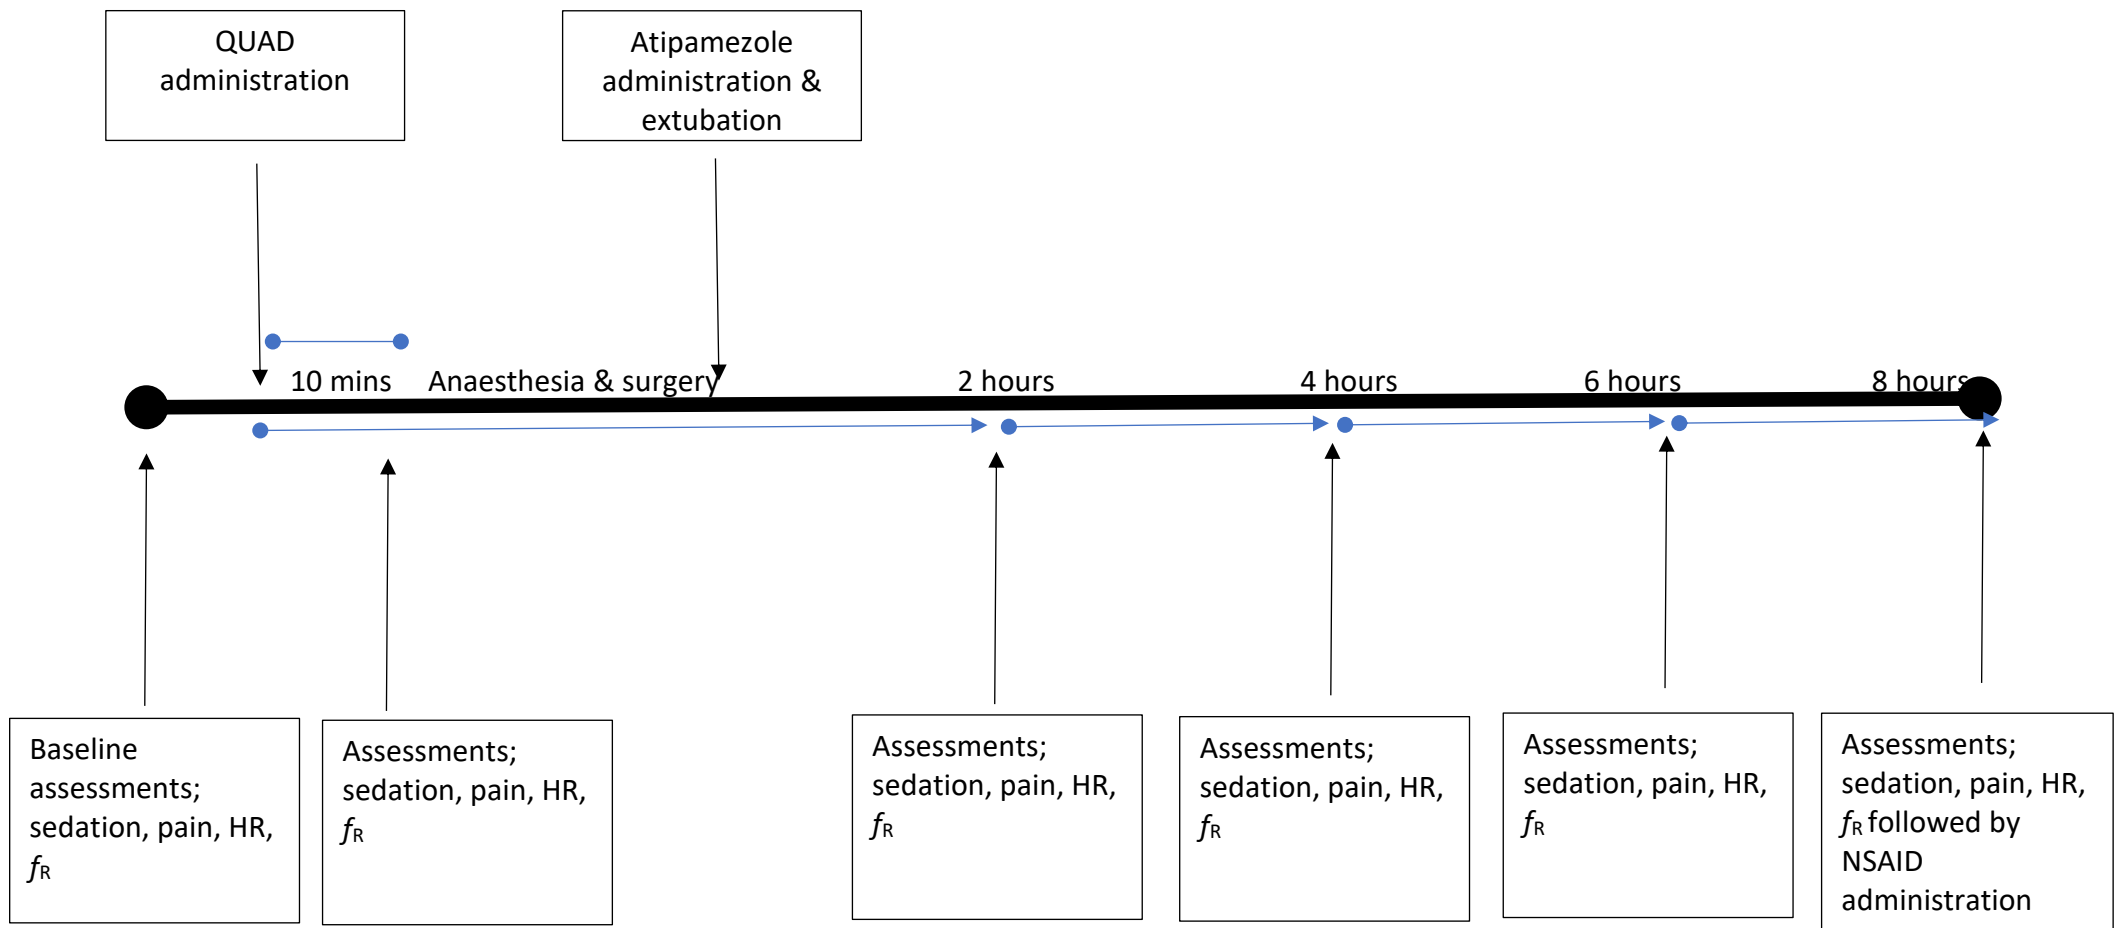 QUAD
administration
Atipamezole
administration &
extubation
10 mins
Anaesthesia & surgery
2 hours
4 hours
6 hours
8 hours
Baseline
assessments;
sedation, pain, HR,
fR
Assessments;
sedation, pain, HR,
fR
Assessments;
sedation, pain, HR,
fR
Assessments;
sedation, pain, HR,
fR
Assessments;
sedation, pain, HR,
fR
Assessments;
sedation, pain, HR,
fR followed by
NSAID
administration